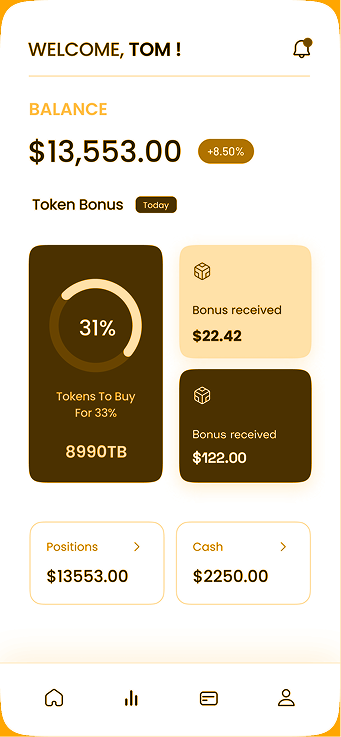 WELCOME, TOM !
BALANCE
$13,553.00
+8.50%
Token Bonus
Today
31%
Tokens To Buy
For 33%
8990TB
Bonus received
$22.42
Bonus received
$122.00
Positions
$13553.00
Cash
$2250.00